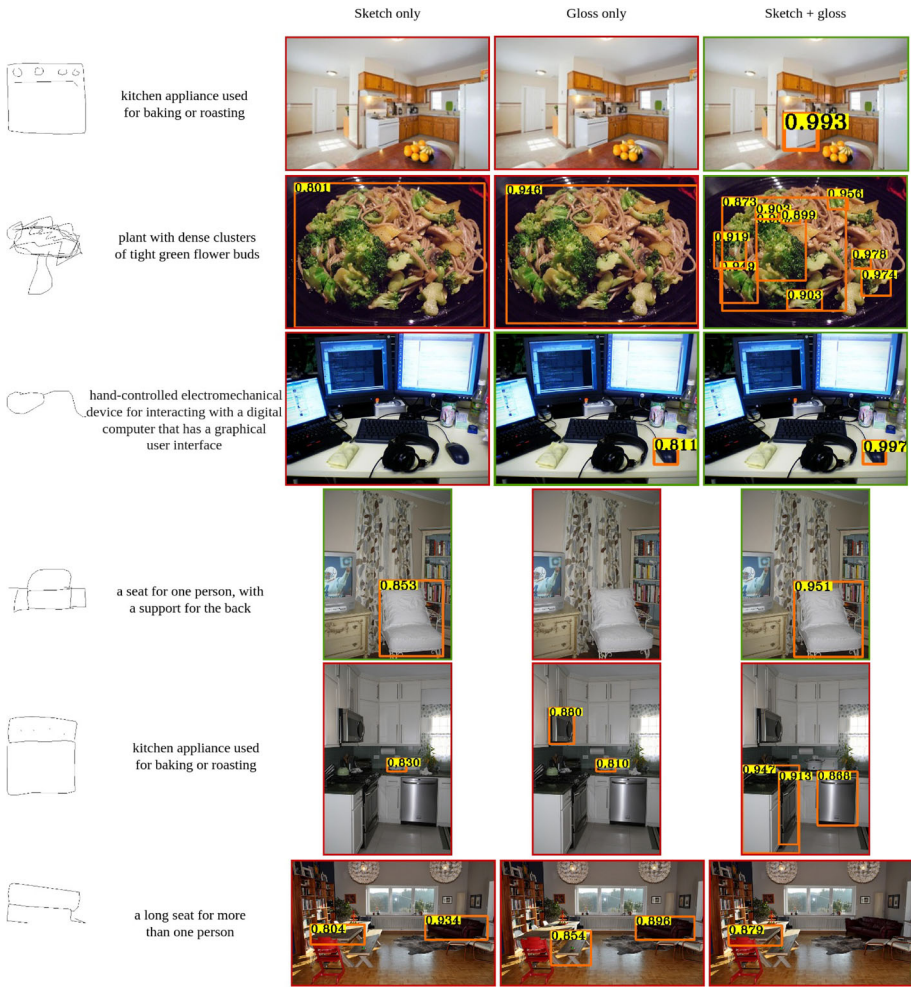 Sketch only
Gloss only
Sketch + gloss
kitchen appliance used
for baking or roasting
0.993
plant with dense clusters
of tight green flower buds
0.801
0.946
0.873
0.903
0.899
0.956
0.919
0.949
0.978
0.974
0.903
hand-controlled electromechanical
device for interacting with a digital
computer that has a graphical
user interface
0.811
0.997
a seat for one person, with
a support for the back
0.853
0.951
kitchen appliance used
for baking or roasting
0.830
0.880
0.810
0.947
0.913
0.868
a long seat for more
than one person
0.804
0.934
0.854
0.896
0.879